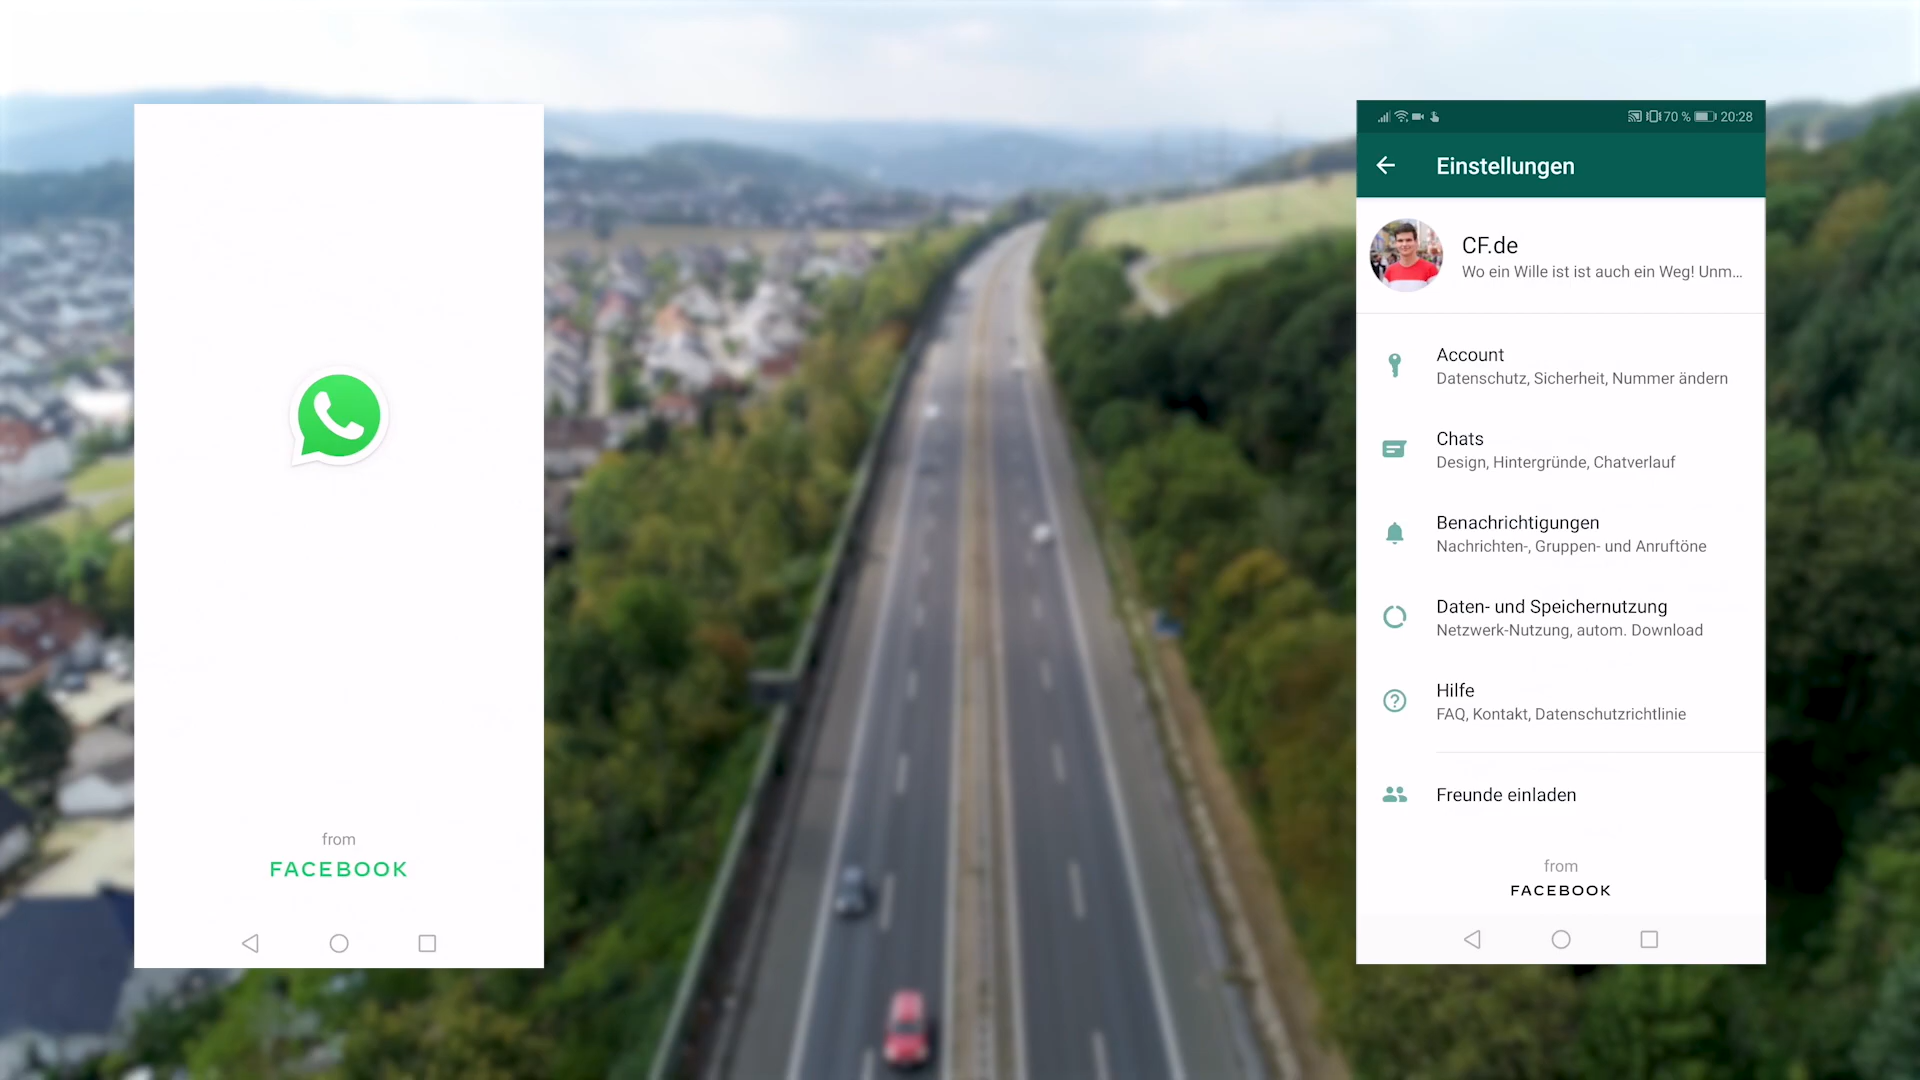 from
FACEBOOK
70 % 20:28
Einstellungen
CF.de
Wo ein Wille ist ist auch ein Weg! Unm...
Account
Datenschutz, Sicherheit, Nummer ändern
Chats
Design, Hintergründe, Chatverlauf
Benachrichtigungen
Nachrichten-, Gruppen- und Anruftöne
Daten- und Speichernutzung
Netzwerk-Nutzung, autom. Download
Hilfe
FAQ, Kontakt, Datenschutzrichtlinie
Freunde einladen
from
FACEBOOK